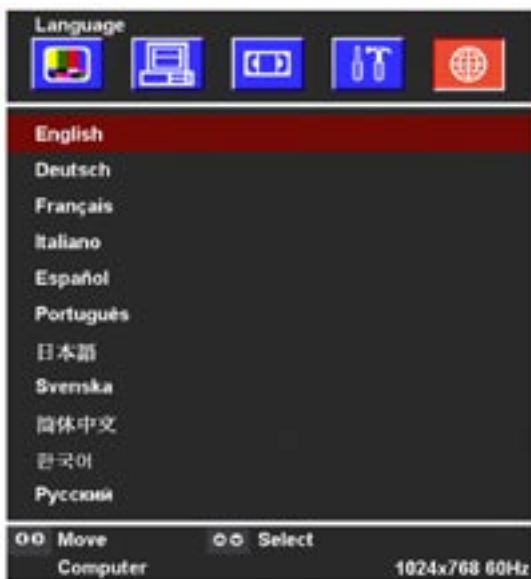 Language
English
Deutsch
Français
Italiano
Español
Português
日本語
Svenska
简体中文
한국어
Русский
Move Select
Computer 1024x768 60Hz